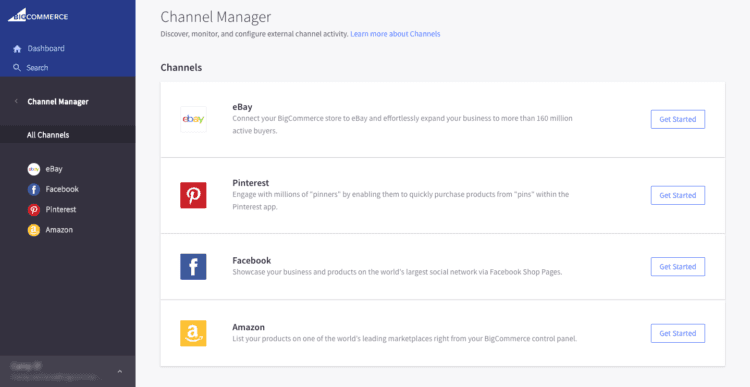 BIGCOMMERCE
Dashboard
Search
Channel Manager
All Channels
eBay
Facebook
Pinterest
Amazon
Channel Manager
Discover, monitor, and configure external channel activity. Learn more about Channels
Channels
ebay
eBay
Connect your BigCommerce store to eBay and effortlessly expand your business to more than 160 million
active buyers.
Get Started
Pinterest
Engage with millions of "pinners" by enabling them to quickly purchase products from "pins" within the
Pinterest app.
Get Started
Facebook
Showcase your business and products on the world's largest social network via Facebook Shop Pages.
Get Started
Amazon
List your products on one of the world's leading marketplaces right from your BigCommerce control panel.
Get Started